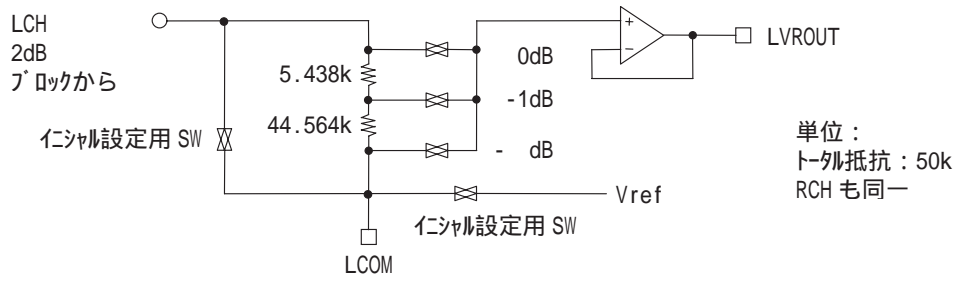 LCH
2dB
ブロックから
5.438k
44.564k
イニシャル設定用 SW
0dB
-1dB
- dB
+
-
LVROUT
Vref
イニシャル設定用 SW
LCOM
単位：
トータル抵抗：50k
RCH も同一